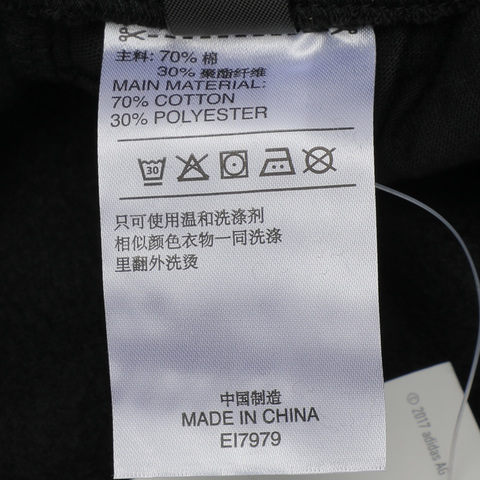 主料: 70% 棉
30% 聚酯纤维
MAIN MATERIAL:
70% COTTON
30% POLYESTER
30
只可使用温和洗涤剂
相似颜色衣物一同洗涤
里翻外洗烫
中国制造
MADE IN CHINA
EI7979
© 2017 adidas AG